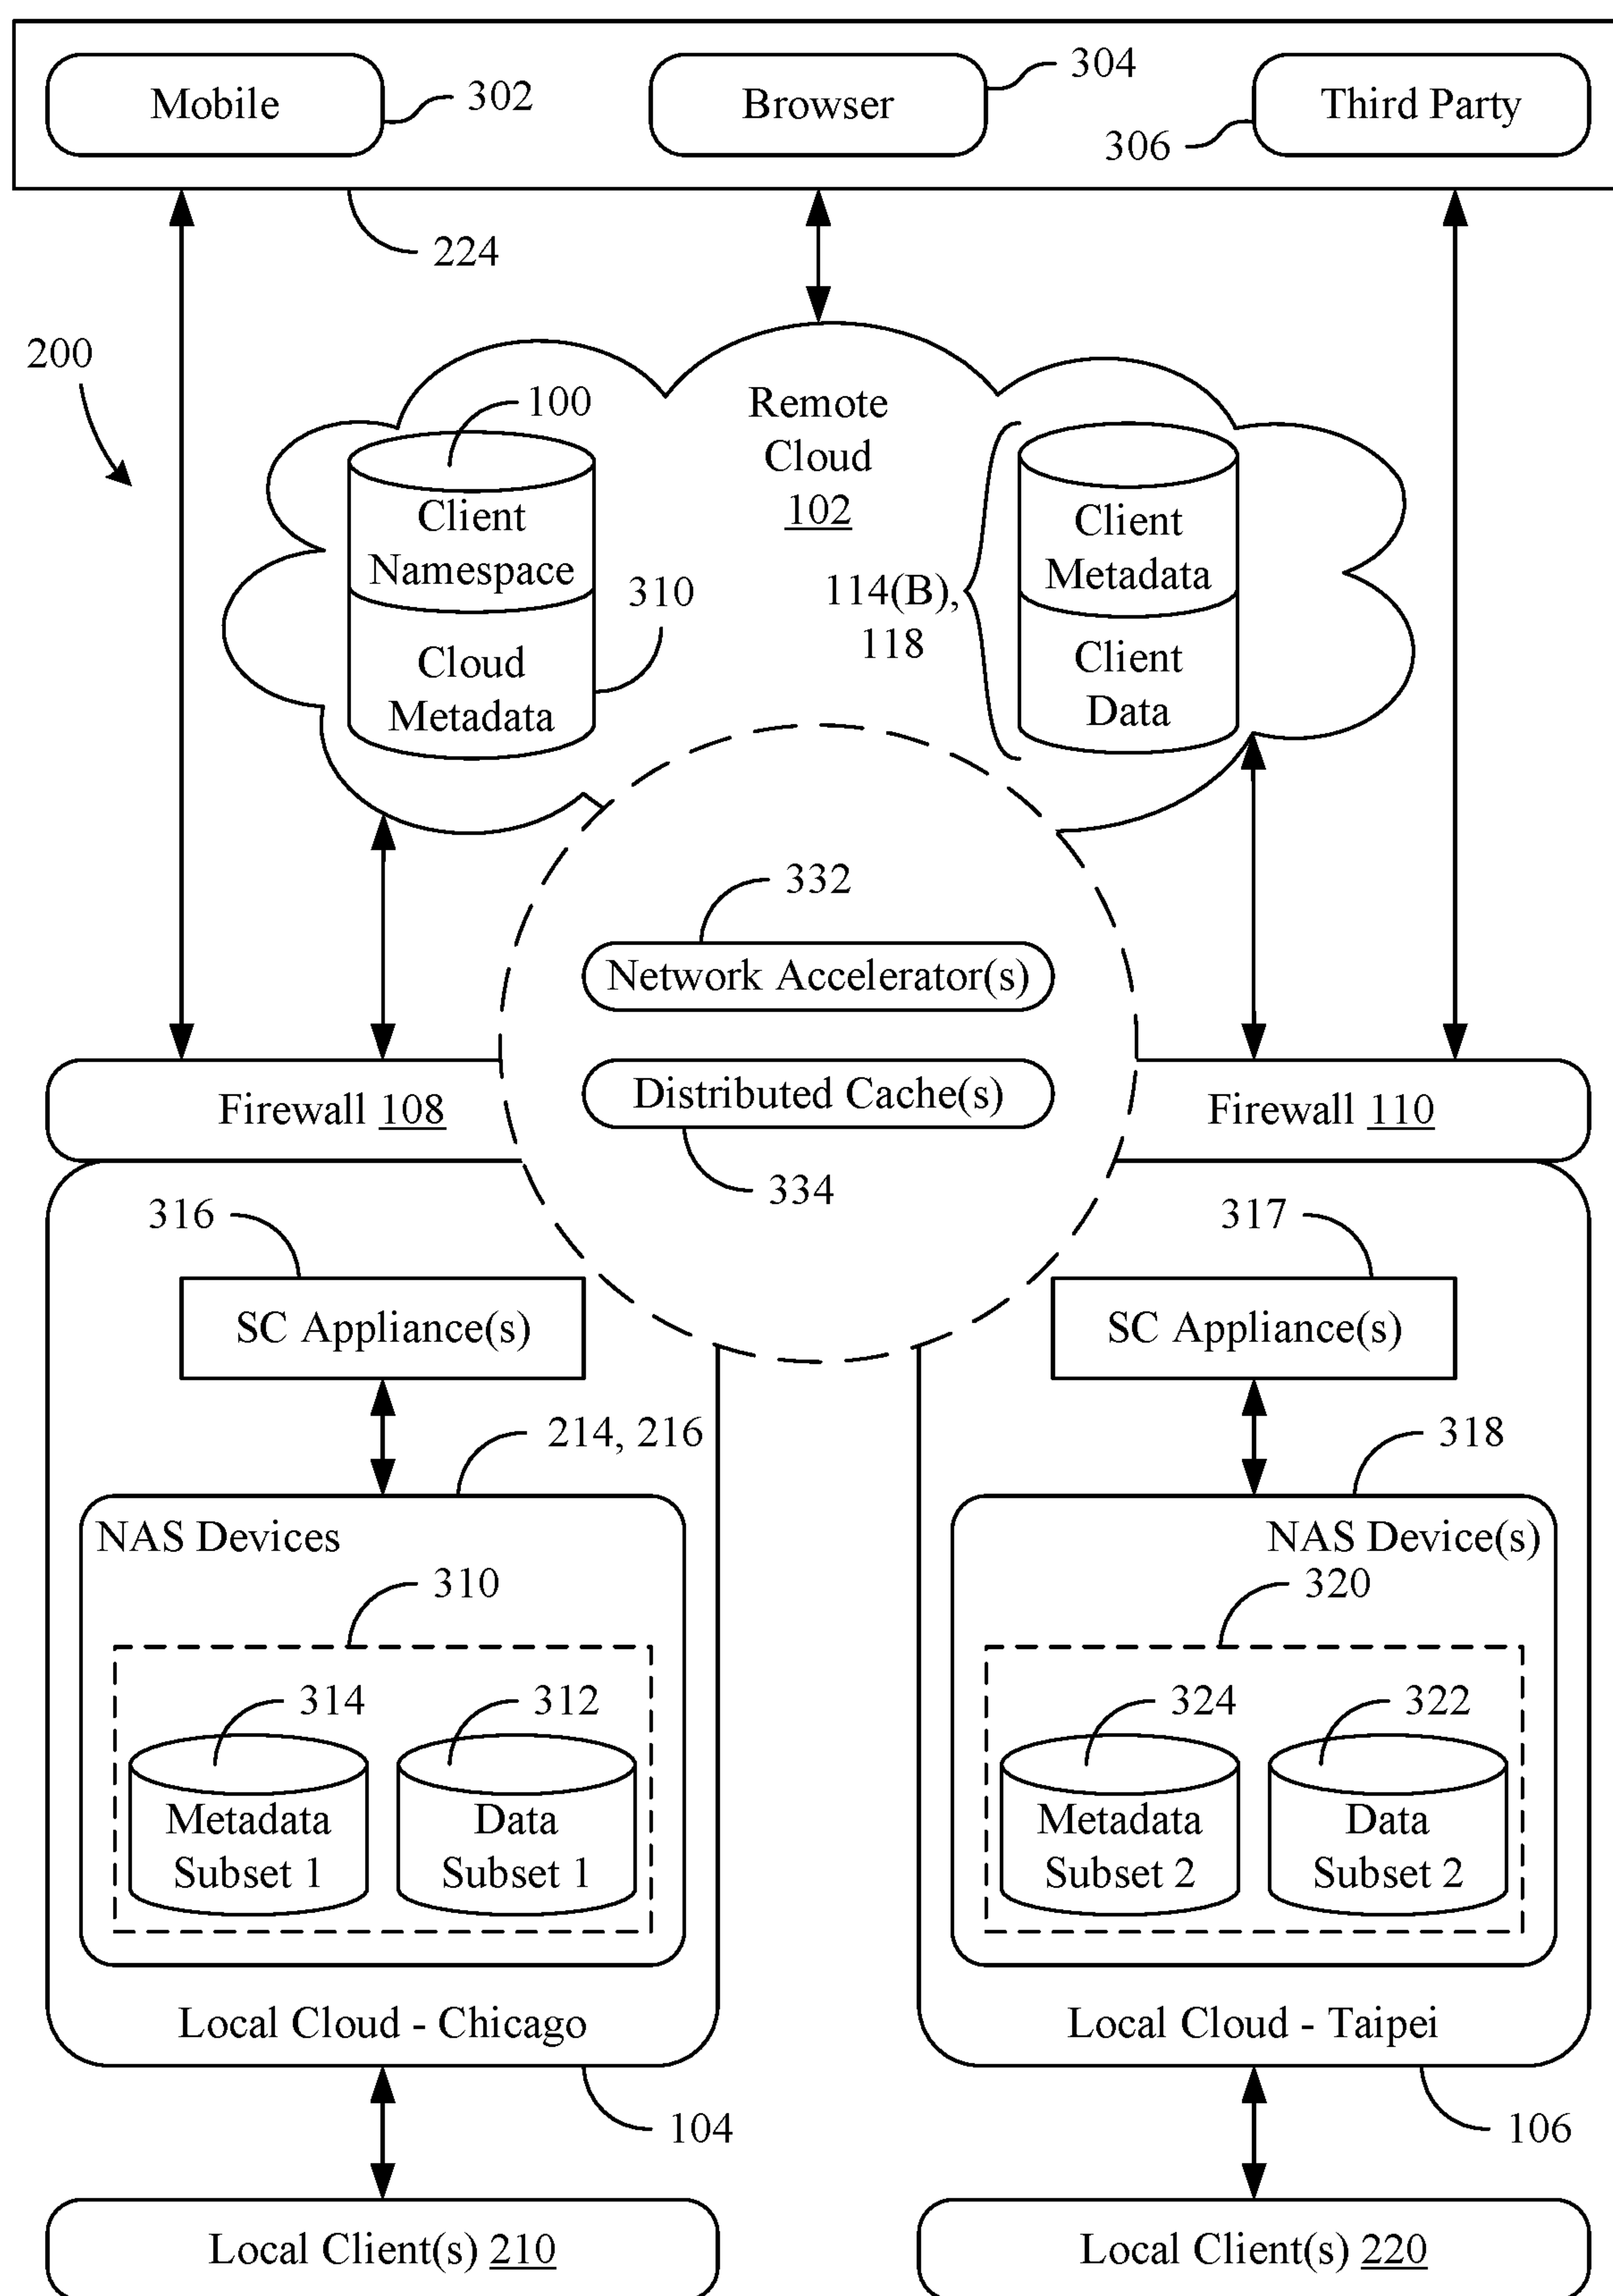 Mobile
302
Browser
304
Third Party
306
224
200
100
Client
Namespace
Cloud
Metadata
310
Remote
Cloud
102
114(B),
118
Client
Metadata
Client
Data
332
Network Accelerator(s)
Distributed Cache(s)
334
Firewall 108
Firewall 110
316
SC Appliance(s)
317
SC Appliance(s)
214, 216
NAS Devices
310
314
312
Metadata
Subset 1
Data
Subset 1
Local Cloud - Chicago
104
318
NAS Device(s)
320
324
322
Metadata
Subset 2
Data
Subset 2
Local Cloud - Taipei
106
Local Client(s) 210
Local Client(s) 220